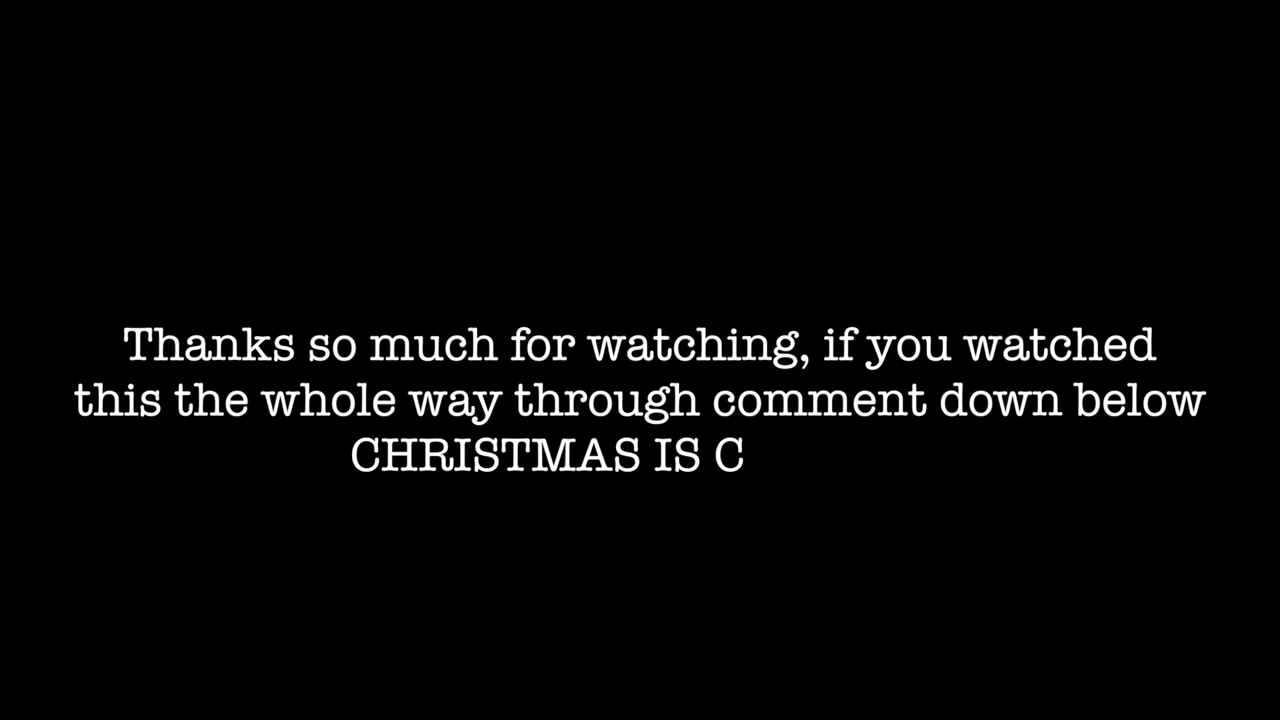 Thanks so much for watching, if you watched
this the whole way through comment down below
CHRISTMAS IS C